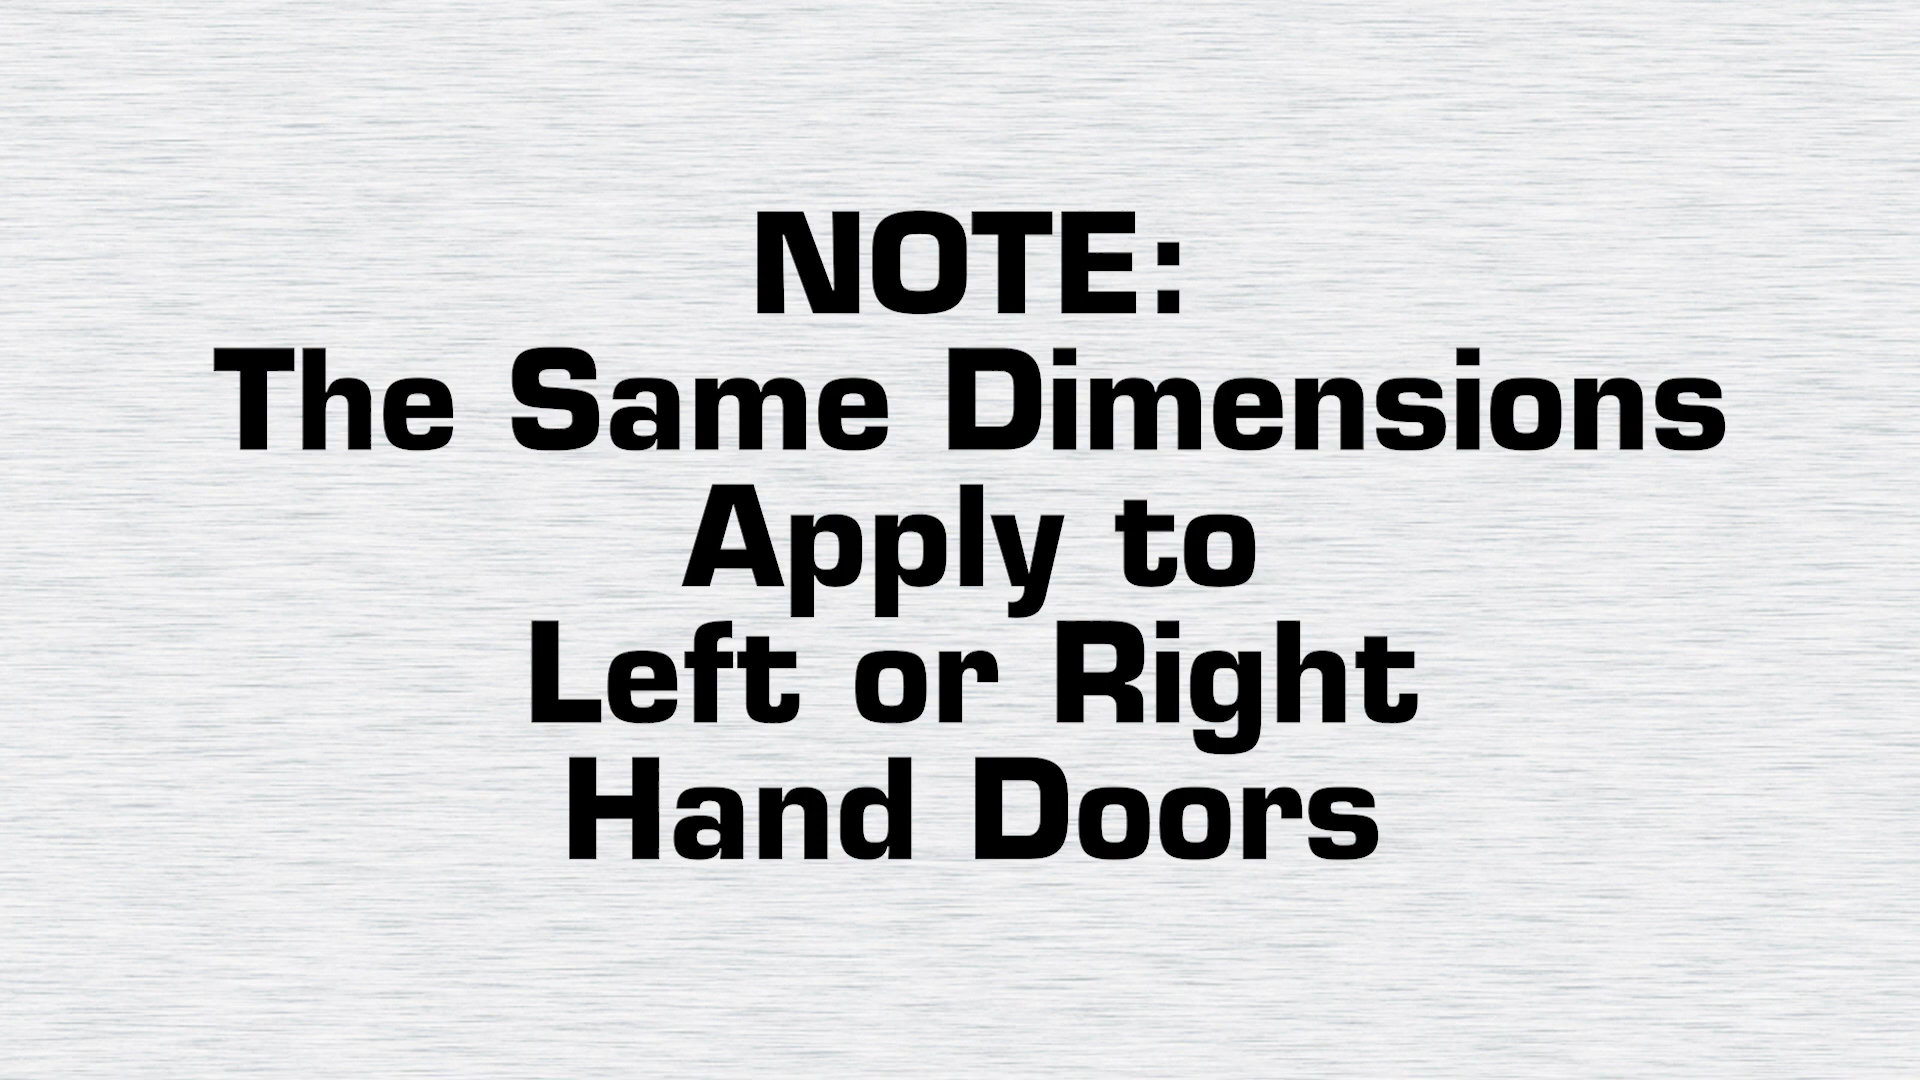 NOTE:
The Same Dimensions
Apply to
Left or Right
Hand Doors